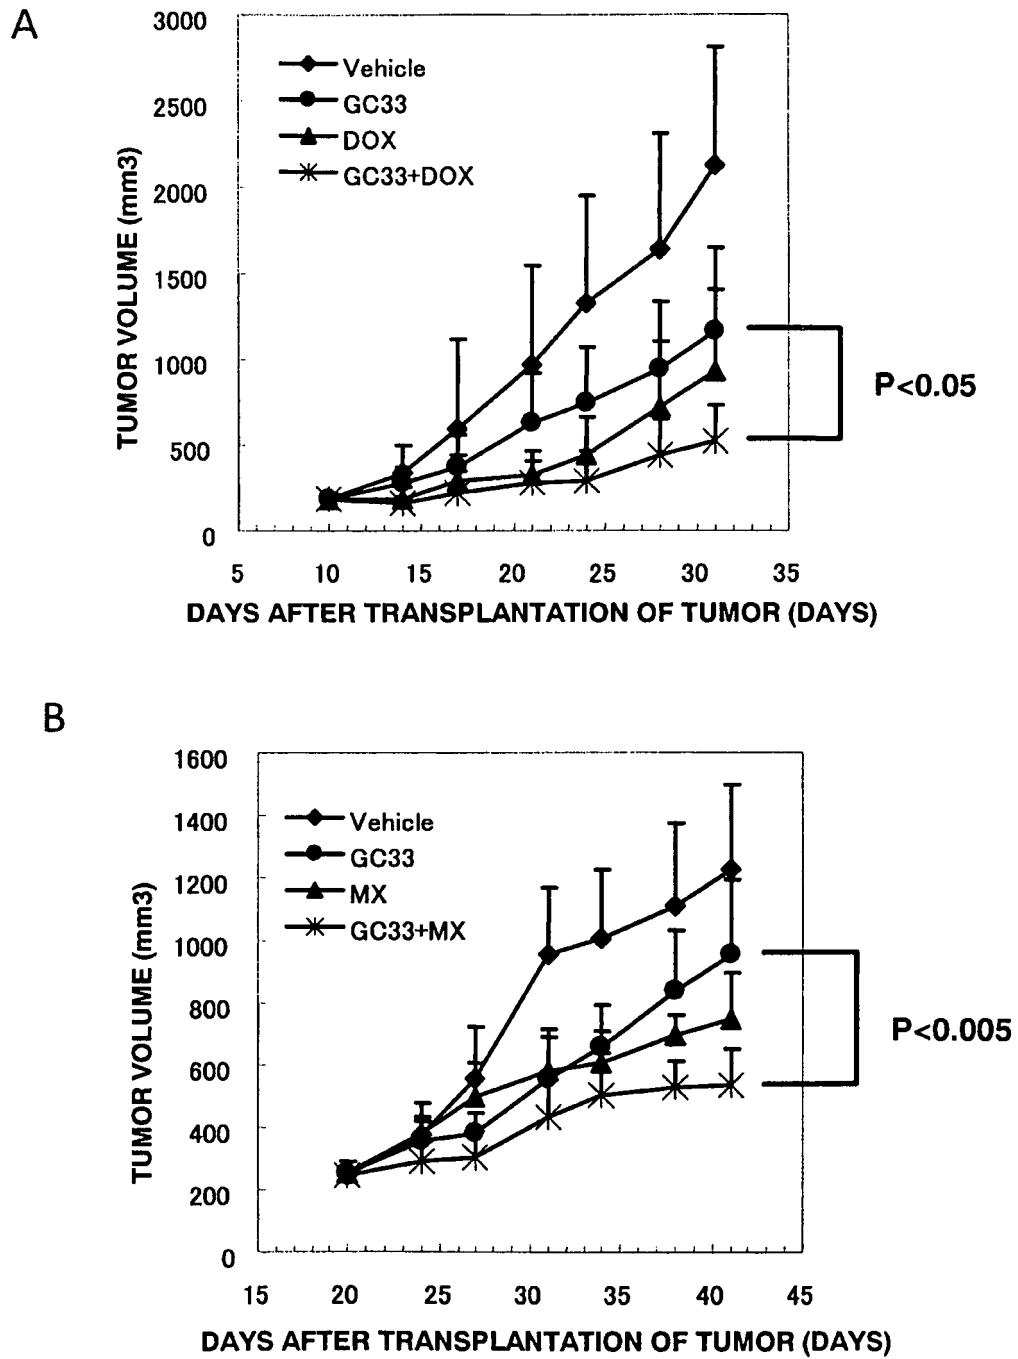 A
3000
2500
2000
1500
1000
500
0
TUMOR VOLUME (mm3)
Vehicle
GC33
DOX
GC33+DOX
P<0.05
5 10 15 20 25 30 35
DAYS AFTER TRANSPLANTATION OF TUMOR (DAYS)
B
1600
1400
1200
1000
800
600
400
200
0
TUMOR VOLUME (mm3)
Vehicle
GC33
MX
GC33+MX
P<0.005
15 20 25 30 35 40 45
DAYS AFTER TRANSPLANTATION OF TUMOR (DAYS)